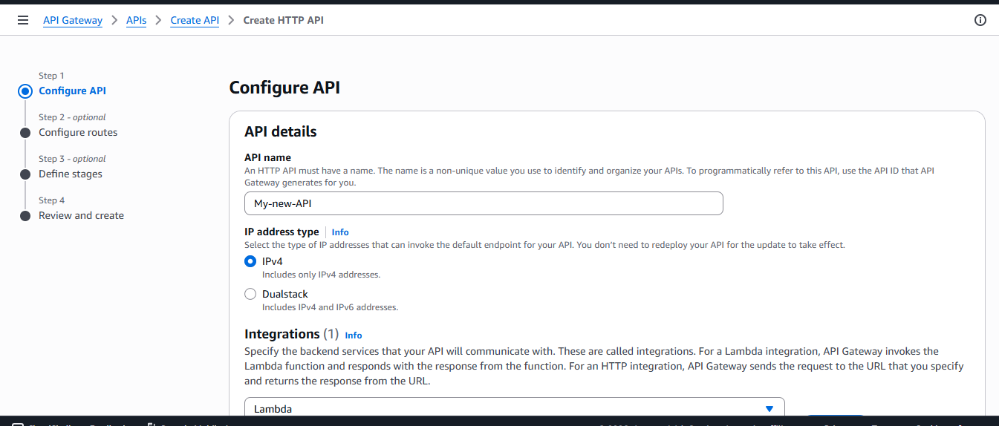 API Gateway > APIs > Create API > Create HTTP API
Step 1
Configure API
Step 2 - optional
Configure routes
Step 3 - optional
Define stages
Step 4
Review and create
Configure API
API details
API name
An HTTP API must have a name. The name is a non-unique value you use to identify and organize your APIs. To programmatically refer to this API, use the API ID that API
Gateway generates for you.
My-new-API
IP address type Info
Select the type of IP addresses that can invoke the default endpoint for your API. You don't need to redeploy your API for the update to take effect.
IPv4
Includes only IPv4 addresses.
Dualstack
Includes IPv4 and IPv6 addresses.
Integrations (1) Info
Specify the backend services that your API will communicate with. These are called integrations. For a Lambda integration, API Gateway invokes the
Lambda function and responds with the response from the function. For an HTTP integration, API Gateway sends the request to the URL that you specify
and returns the response from the URL.
Lambda